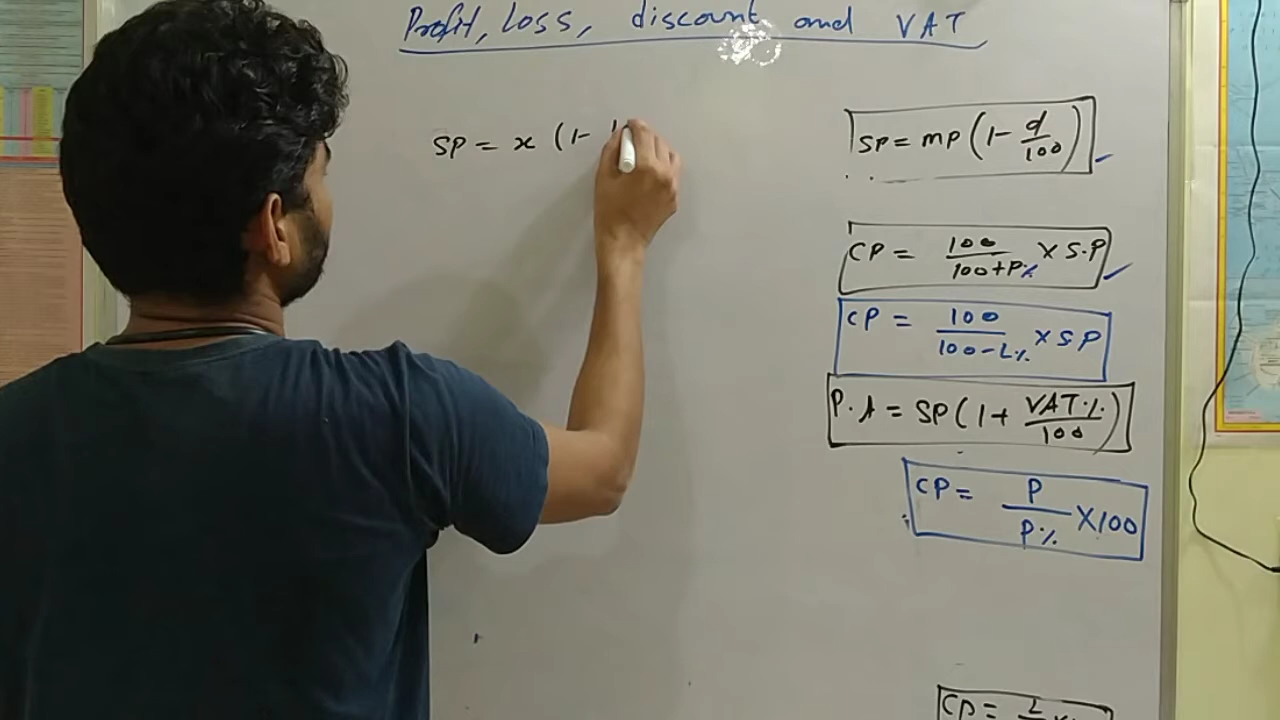 Profit, Loss, discount and VAT
SP = x (1-
SP = MP (1 - d/100)
CP = 100/100+P% × S.P
CP = 100/100-L% × SP
P.A = SP (1 + VAT%/100)
CP = P/P% × 100
CP = L